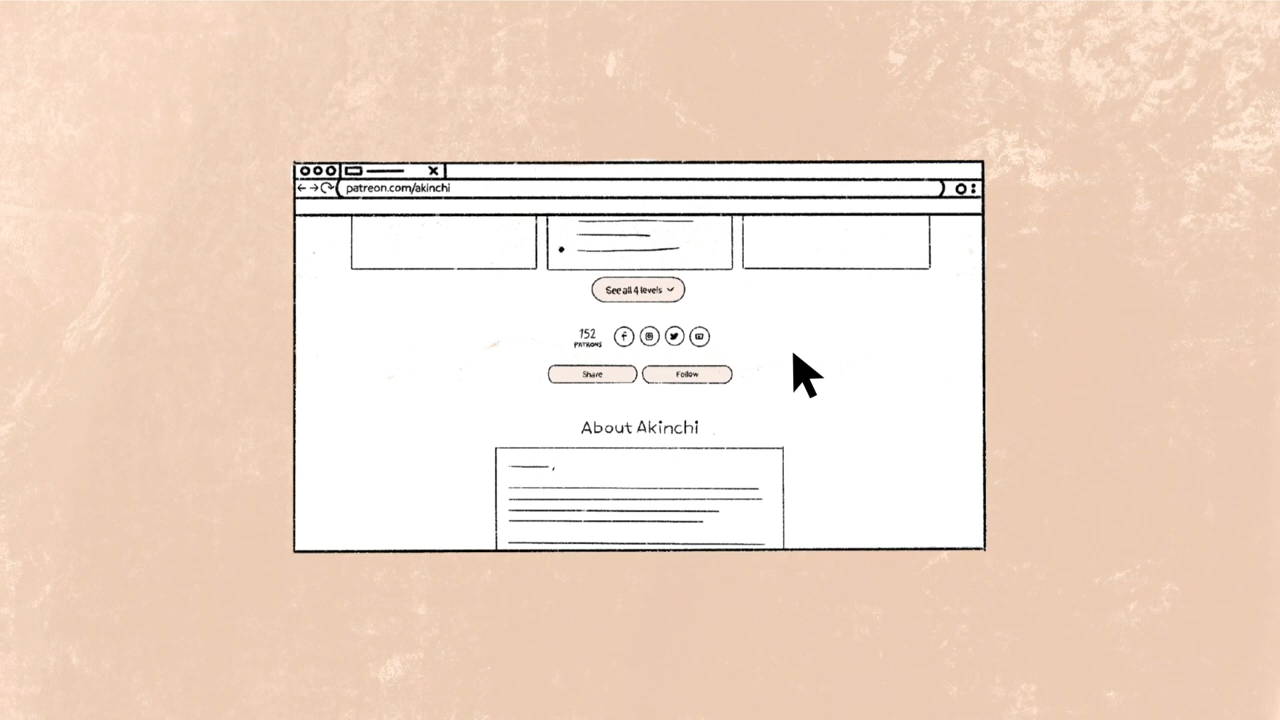 patreon.com/akinchi
See all 4 levels
152
PATRONS
Share
Follow
About Akinchi